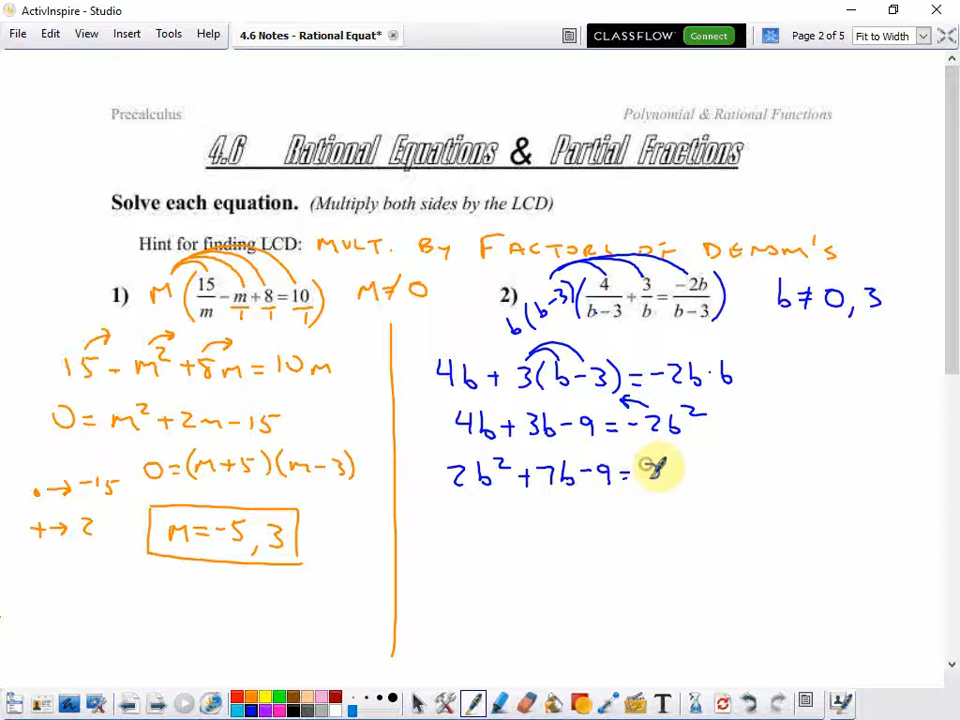 ActivInspire - Studio
File Edit View Insert Tools Help 4.6 Notes - Rational Equat* CLASSFLOW Connect Page 2 of 5 Fit to Width
Precalculus Polynomial & Rational Functions
4.6 Rational Equations & Partial Fractions
Solve each equation. (Multiply both sides by the LCD)
Hint for finding LCD: MULT. BY FACTORS OF DENOM'S
1) M(15/m - m/1 + 8/1 = 10/1) M ≠ 0
2) b(b-3)(4/(b-3) + 3/b = -2b/(b-3)) b ≠ 0, 3
15 - m² + 8m = 10m
4b + 3(b-3) = -2b·b
0 = m² + 2m - 15
4b + 3b - 9 = -2b²
0 = (m+5)(m-3)
2b² + 7b - 9 =
· → -15
+ → 2
m = -5, 3